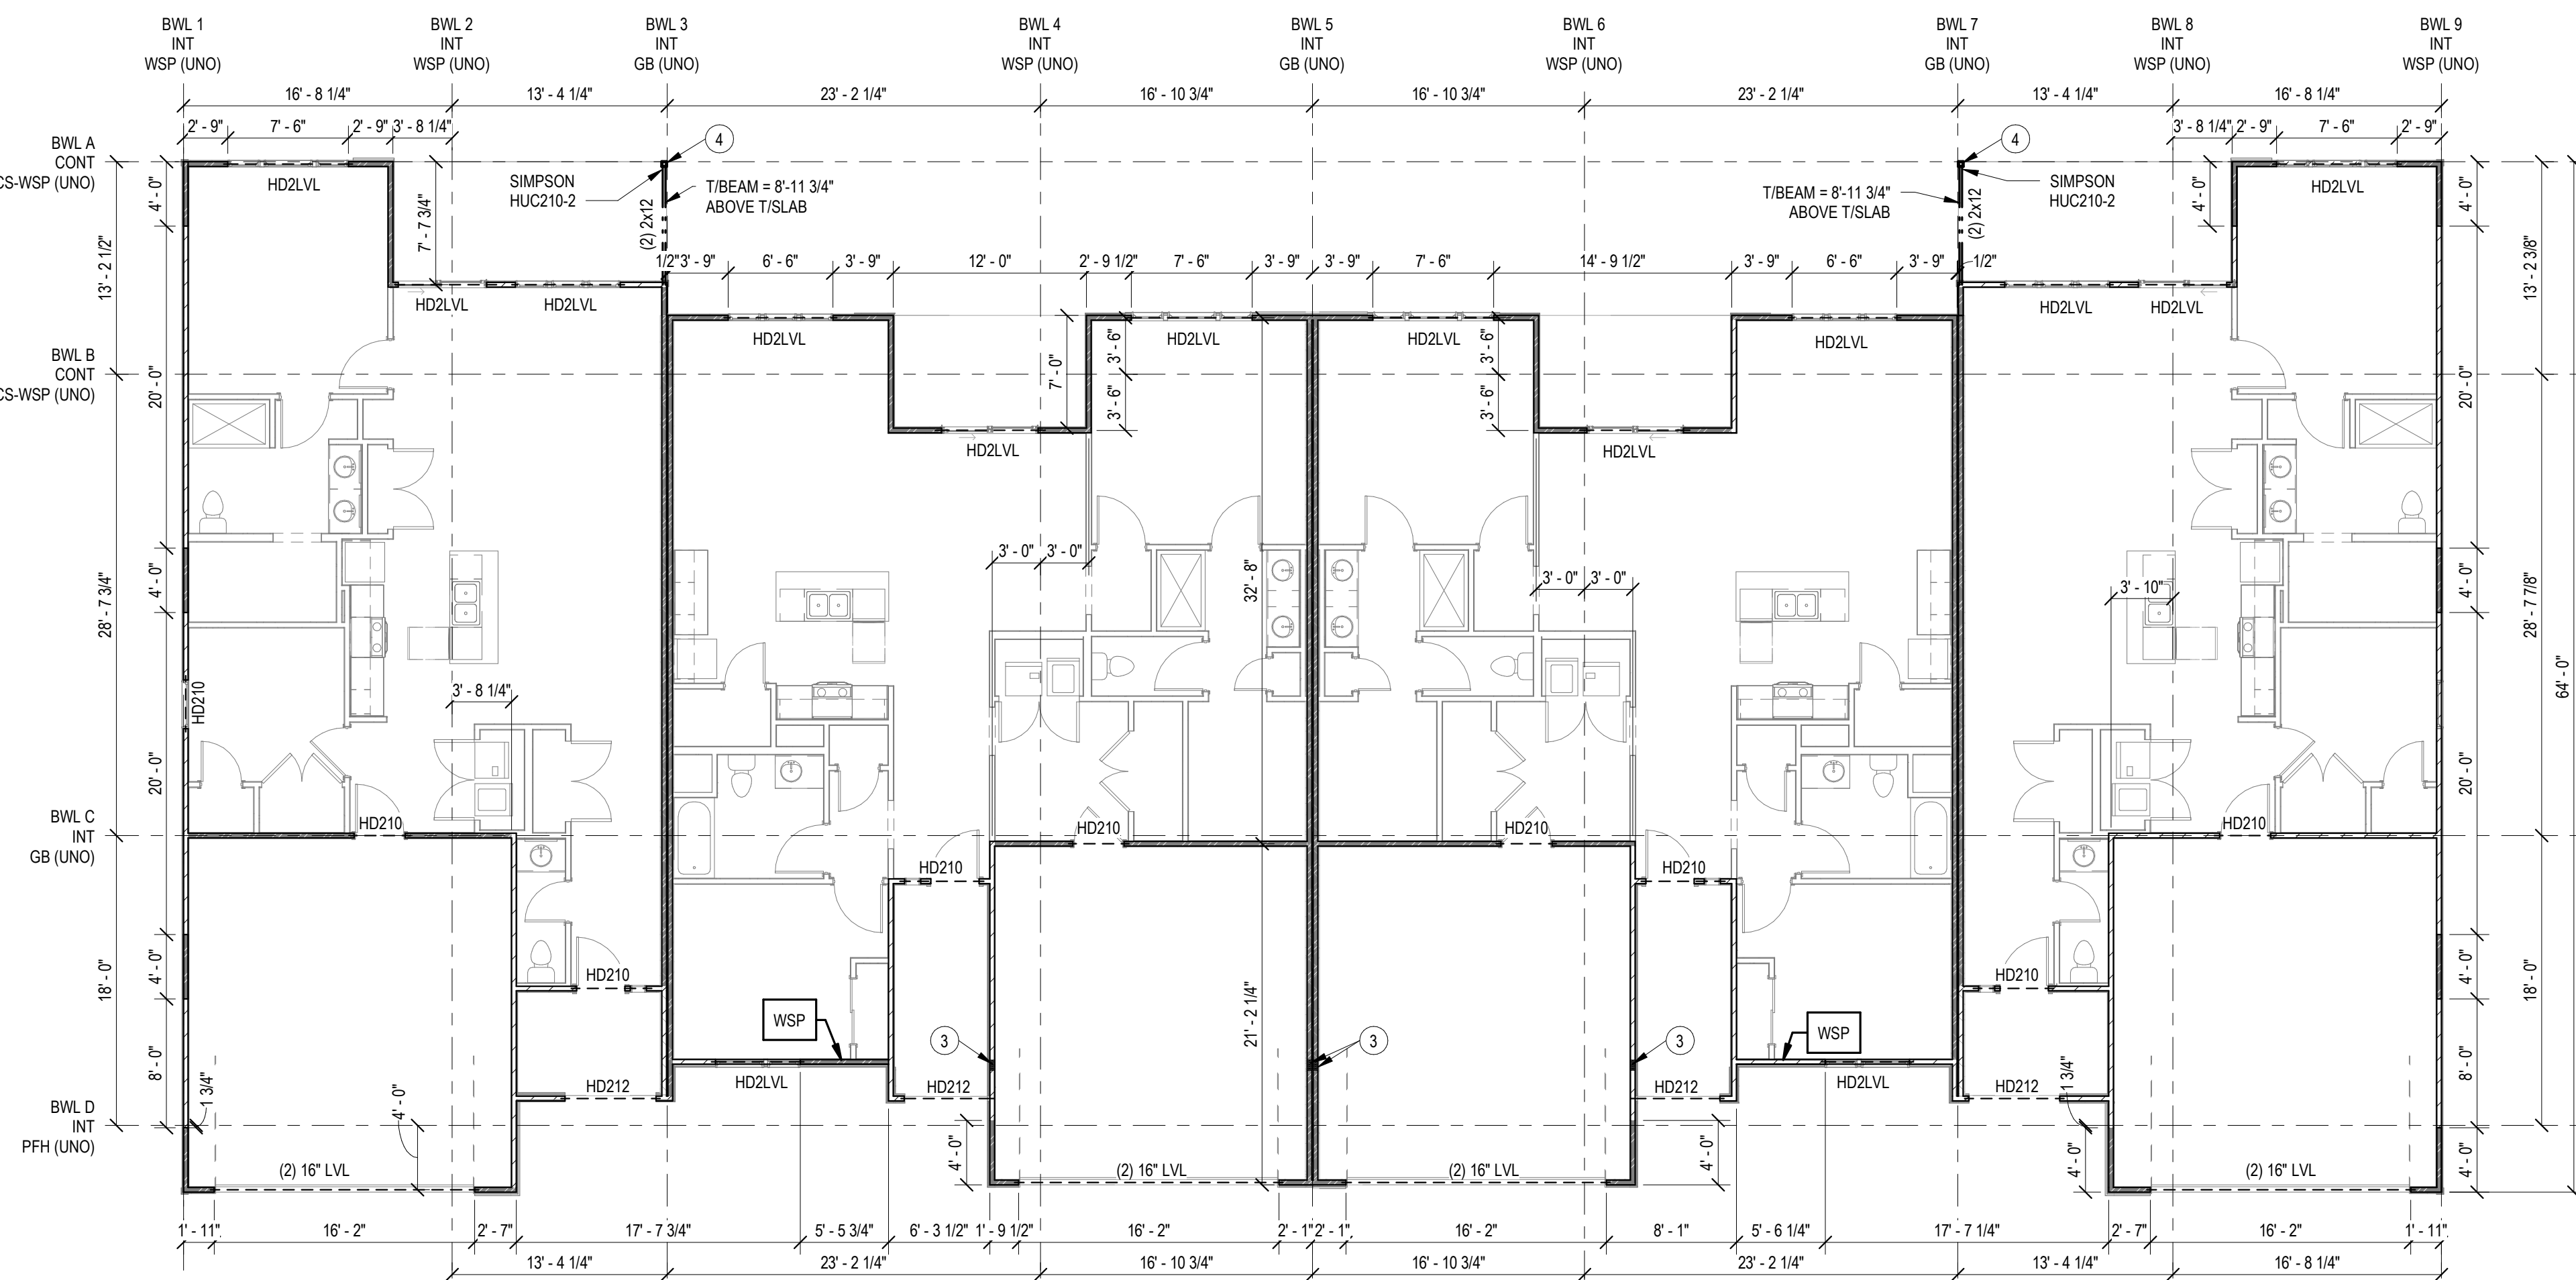 BWL 1
INT
WSP (UNO)
BWL 2
INT
WSP (UNO)
BWL 3
INT
GB (UNO)
BWL 4
INT
WSP (UNO)
BWL 5
INT
GB (UNO)
BWL 6
INT
WSP (UNO)
BWL 7
INT
GB (UNO)
BWL 8
INT
WSP (UNO)
BWL 9
INT
WSP (UNO)
16' - 8 1/4"
13' - 4 1/4"
23' - 2 1/4"
16' - 10 3/4"
16' - 10 3/4"
23' - 2 1/4"
13' - 4 1/4"
16' - 8 1/4"
2' - 9"
7' - 6"
2' - 9"
3' - 8 1/4"
3' - 8 1/4"
2' - 9"
7' - 6"
2' - 9"
BWL A
CONT
CS-WSP (UNO)
4
4
HD2LVL
SIMPSON
HUC210-2
T/BEAM = 8'-11 3/4"
ABOVE T/SLAB
T/BEAM = 8'-11 3/4"
ABOVE T/SLAB
SIMPSON
HUC210-2
HD2LVL
4' - 0"
7' - 7 3/4"
(2) 2x12
(2) 2x12
4' - 0"
4' - 0"
13' - 2 1/2"
13' - 2 3/8"
1/2"
3' - 9"
6' - 6"
3' - 9"
12' - 0"
2' - 9 1/2"
7' - 6"
3' - 9"
3' - 9"
7' - 6"
14' - 9 1/2"
3' - 9"
6' - 6"
3' - 9"
1/2"
HD2LVL
HD2LVL
HD2LVL
HD2LVL
HD2LVL
HD2LVL
HD2LVL
HD2LVL
BWL B
CONT
CS-WSP (UNO)
20' - 0"
7' - 0"
3' - 6"
3' - 6"
3' - 6"
3' - 6"
20' - 0"
HD2LVL
HD2LVL
28' - 7 3/4"
4' - 0"
3' - 0"
3' - 0"
32' - 8"
3' - 0"
3' - 0"
3' - 10"
4' - 0"
28' - 7 7/8"
64' - 0"
HD210
3' - 8 1/4"
20' - 0"
20' - 0"
BWL C
INT
GB (UNO)
HD210
HD210
HD210
HD210
HD210
HD210
18' - 0"
4' - 0"
HD210
HD210
4' - 0"
18' - 0"
WSP
3
3
3
WSP
21' - 2 1/4"
8' - 0"
8' - 0"
1 3/4"
4' - 0"
HD212
HD2LVL
HD212
HD212
HD2LVL
HD212
1 3/4"
BWL D
INT
PFH (UNO)
4' - 0"
4' - 0"
4' - 0"
4' - 0"
(2) 16" LVL
(2) 16" LVL
(2) 16" LVL
(2) 16" LVL
1' - 11"
16' - 2"
2' - 7"
17' - 7 3/4"
5' - 5 3/4"
6' - 3 1/2"
1' - 9 1/2"
16' - 2"
2' - 1"
2' - 1"
16' - 2"
8' - 1"
5' - 6 1/4"
17' - 7 1/4"
2' - 7"
16' - 2"
1' - 11"
13' - 4 1/4"
23' - 2 1/4"
16' - 10 3/4"
16' - 10 3/4"
23' - 2 1/4"
13' - 4 1/4"
16' - 8 1/4"